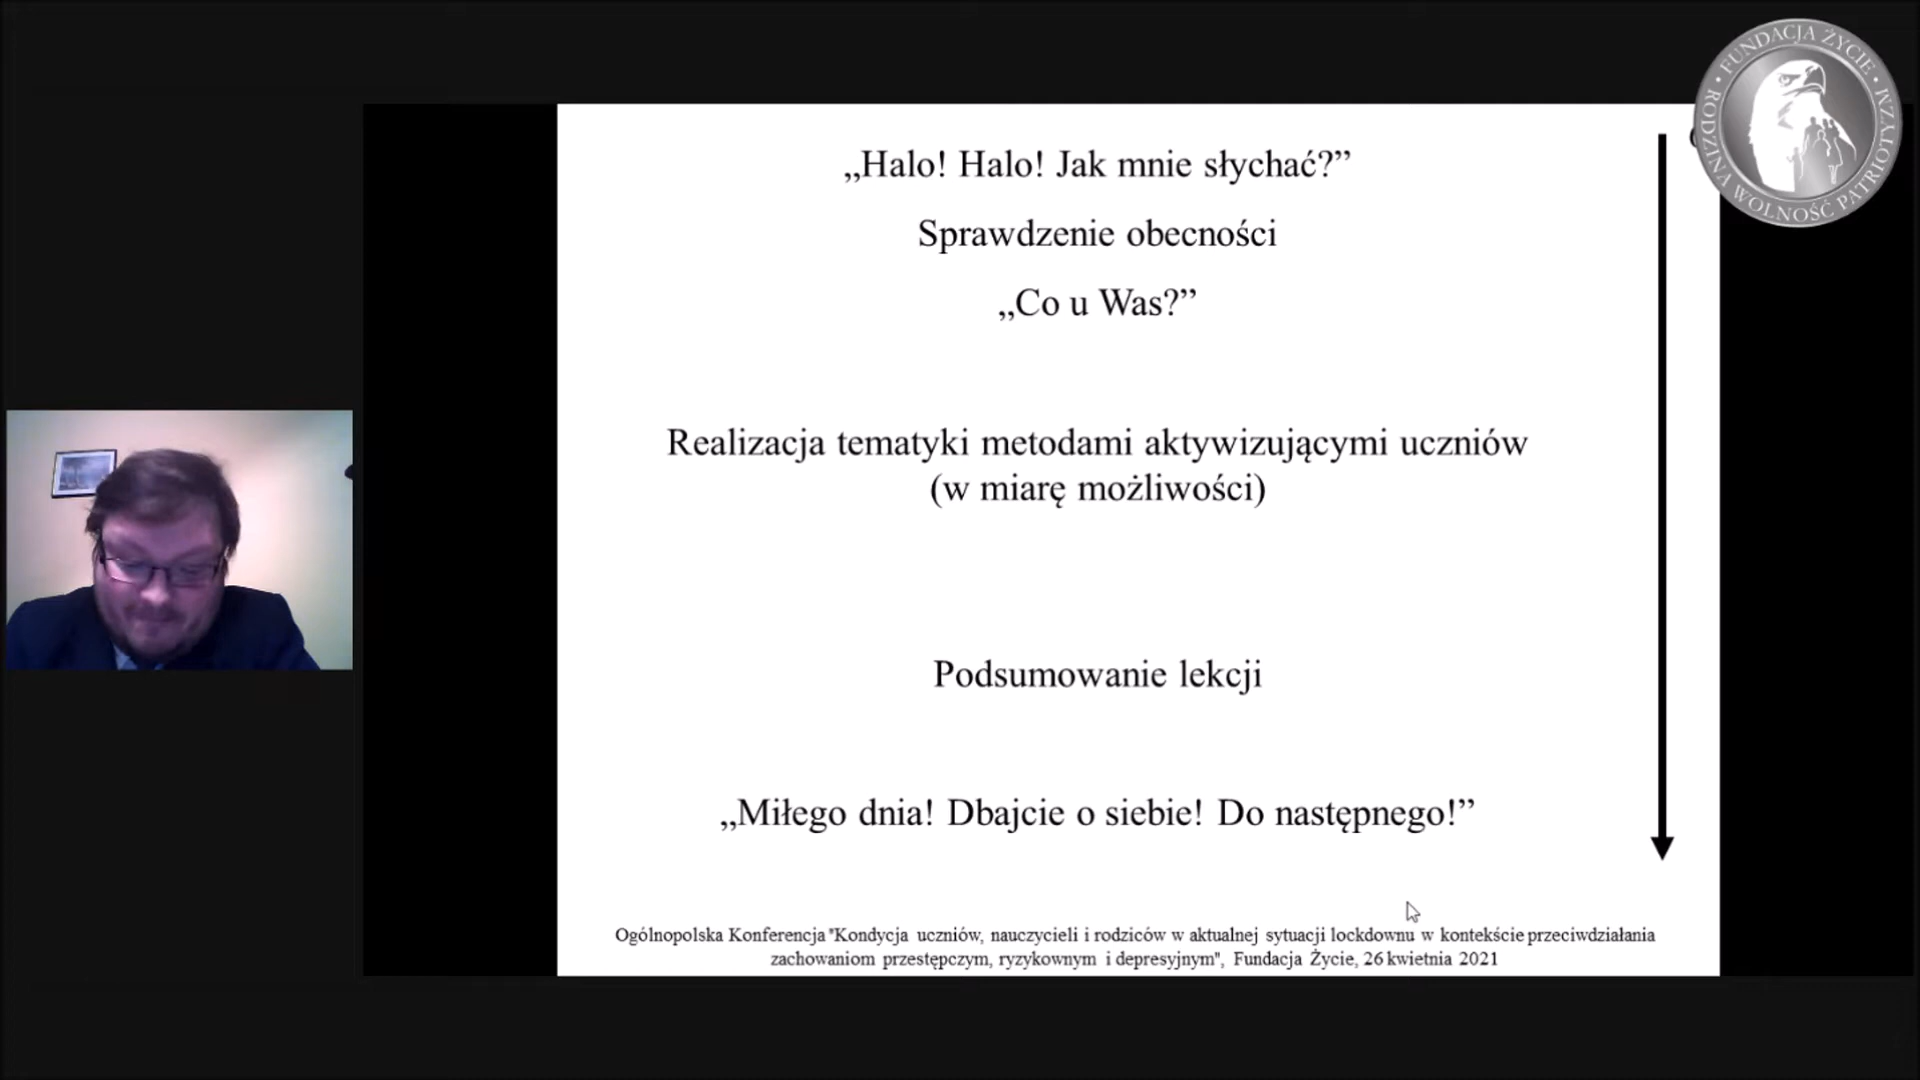 „Halo! Halo! Jak mnie słychać?”
Sprawdzenie obecności
„Co u Was?”
Realizacja tematyki metodami aktywizującymi uczniów
(w miarę możliwości)
Podsumowanie lekcji
„Miłego dnia! Dbajcie o siebie! Do następnego!”
Ogólnopolska Konferencja "Kondycja uczniów, nauczycieli i rodziców w aktualnej sytuacji lockdownu w kontekście przeciwdziałania
zachowaniom przestępczym, ryzykownym i depresyjnym", Fundacja Życie, 26 kwietnia 2021
FUNDACJA ŻYCIE • RODZINA WOLNOŚĆ PATRIOTYZM •